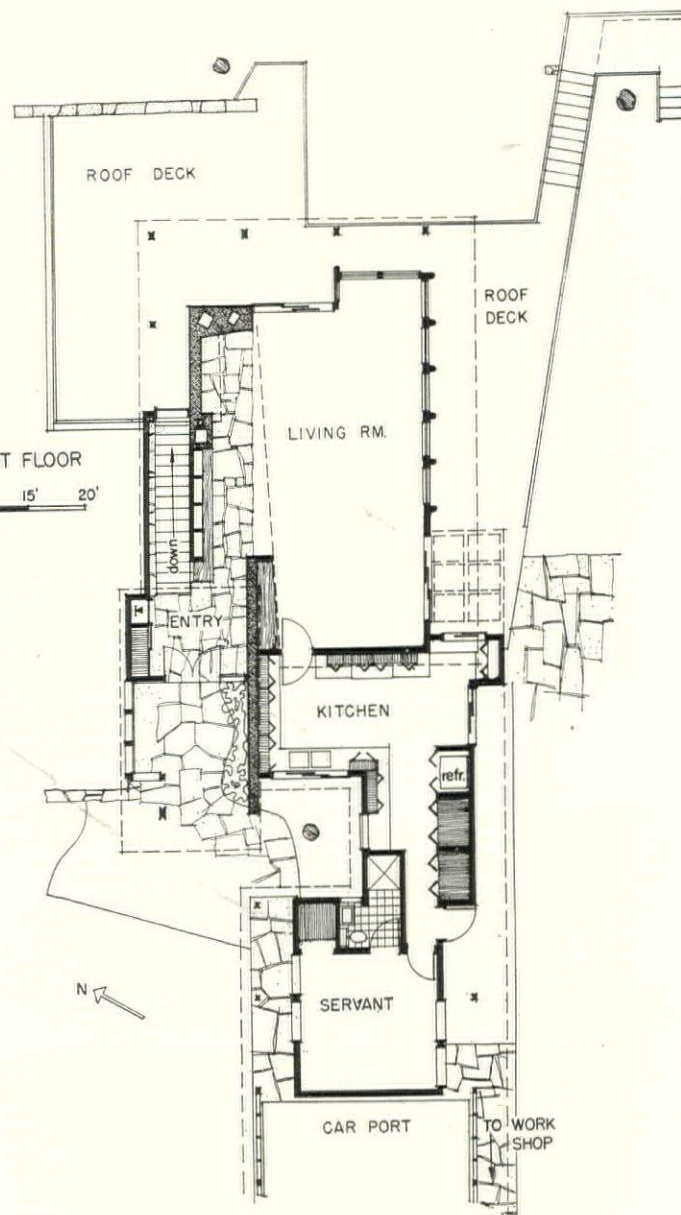 ROOF DECK
ROOF
DECK
LIVING RM.
T FLOOR
15' 20'
down
ENTRY
KITCHEN
refr.
N
SERVANT
CAR PORT
TO WORK
SHOP